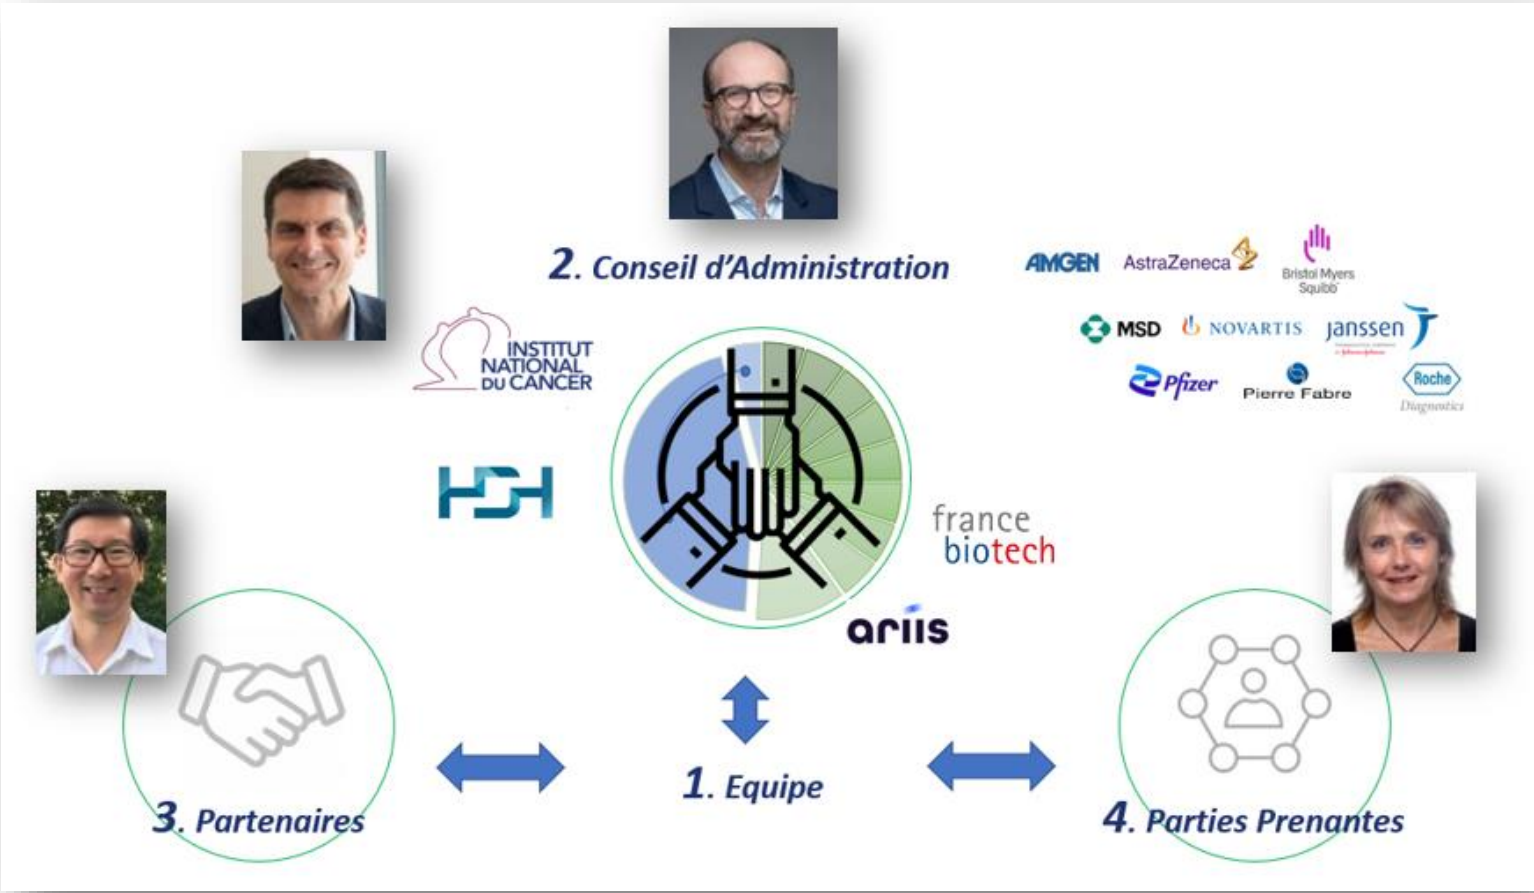 2. Conseil d’Administration
AMGEN
AstraZeneca
Bristol Myers
Squibb
INSTITUT
NATIONAL
DU CANCER
MSD
NOVARTIS
janssen
Pfizer
Pierre Fabre
Roche
Diagnostics
HDH
france
biotech
ariis
1. Equipe
3. Partenaires
4. Parties Prenantes